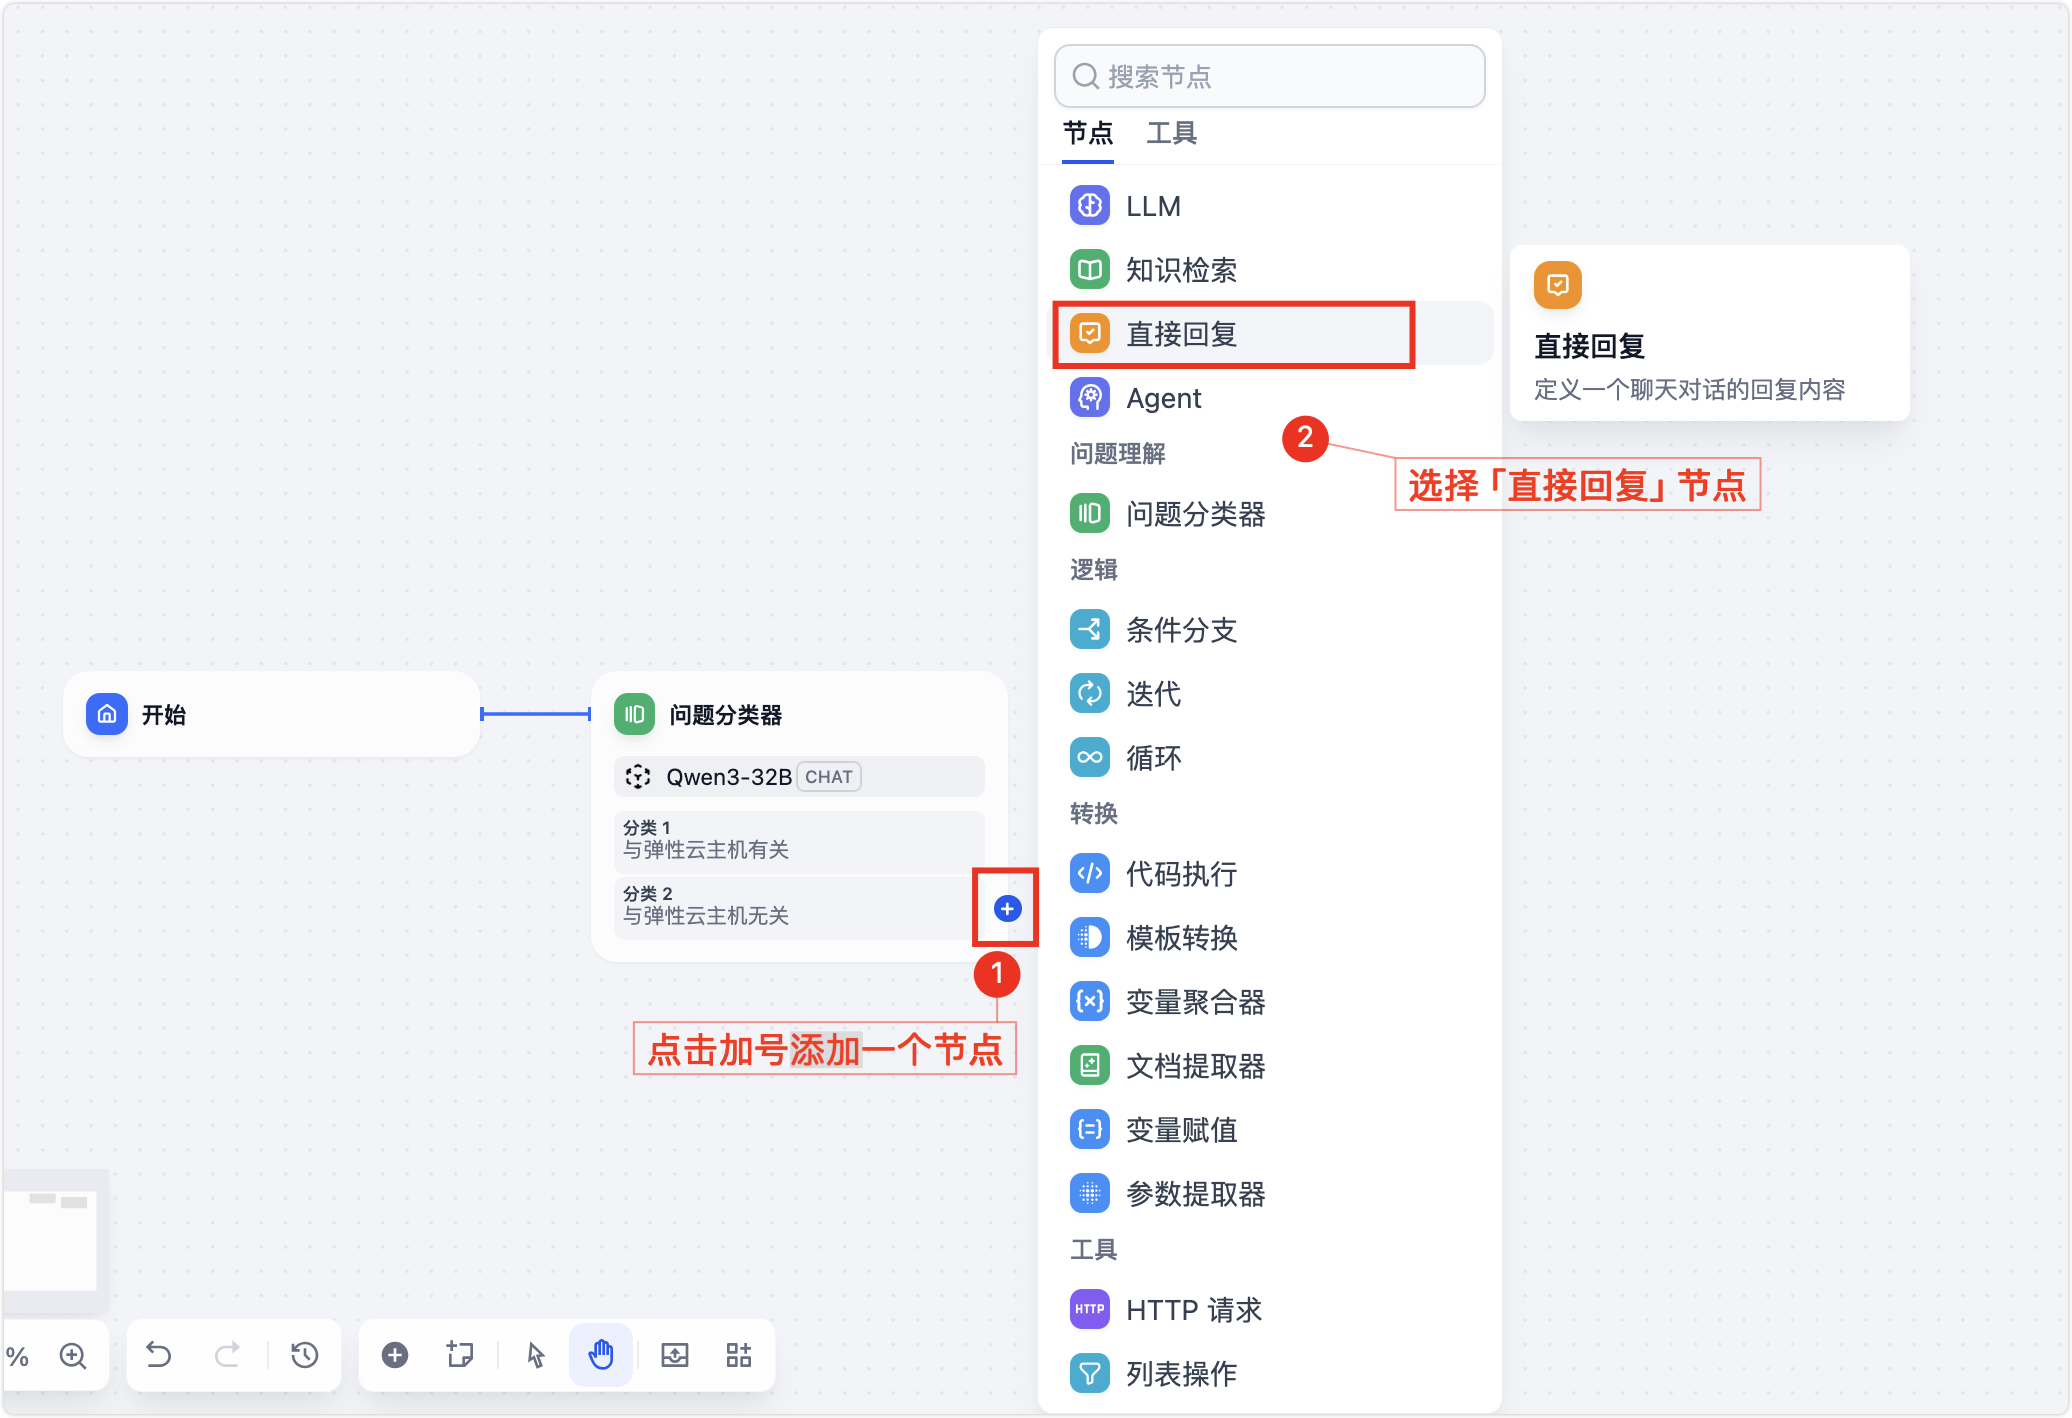 搜索节点
节点 工具
LLM
知识检索
直接回复
Agent
问题理解
问题分类器
逻辑
条件分支
迭代
循环
转换
代码执行
模板转换
变量聚合器
文档提取器
变量赋值
参数提取器
工具
HTTP 请求
列表操作
直接回复
定义一个聊天对话的回复内容
2
选择「直接回复」节点
开始
问题分类器
Qwen3-32B CHAT
分类 1
与弹性云主机有关
分类 2
与弹性云主机无关
1
点击加号添加一个节点
%
HTTP